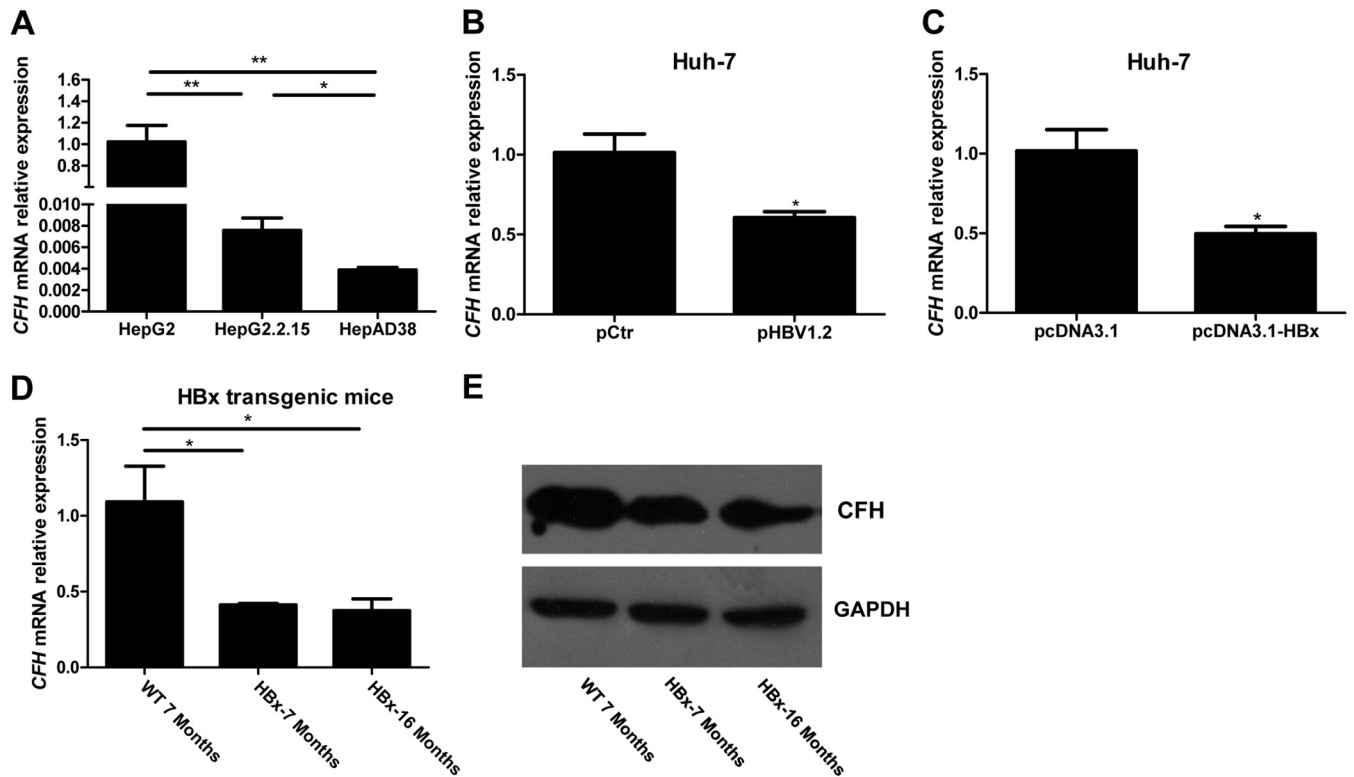 A
CFH mRNA relative expression
**
**
*
1.6
1.4
1.2
1.0
0.8
0.010
0.008
0.006
0.004
0.002
0.000
HepG2
HepG2.2.15
HepAD38
B
Huh-7
CFH mRNA relative expression
1.5
1.0
0.5
0.0
*
pCtr
pHBV1.2
C
Huh-7
CFH mRNA relative expression
1.5
1.0
0.5
0.0
*
pcDNA3.1
pcDNA3.1-HBx
D
HBx transgenic mice
CFH mRNA relative expression
*
*
1.5
1.0
0.5
0.0
WT 7 Months
HBx-7 Months
HBx-16 Months
E
CFH
GAPDH
WT 7 Months
HBx-7 Months
HBx-16 Months